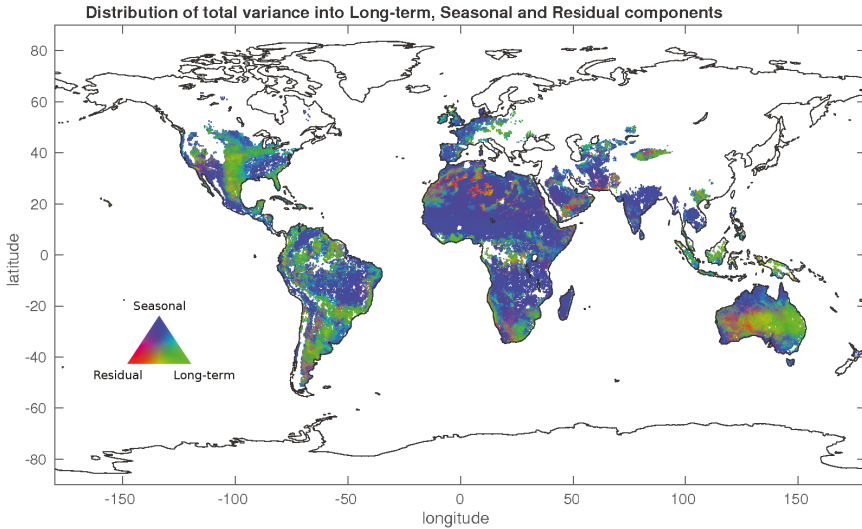 Distribution of total variance into Long-term, Seasonal and Residual components
80
60
40
20
0
-20
-40
-60
-80
latitude
Seasonal
Residual Long-term
-150 -100 -50 0 50 100 150
longitude